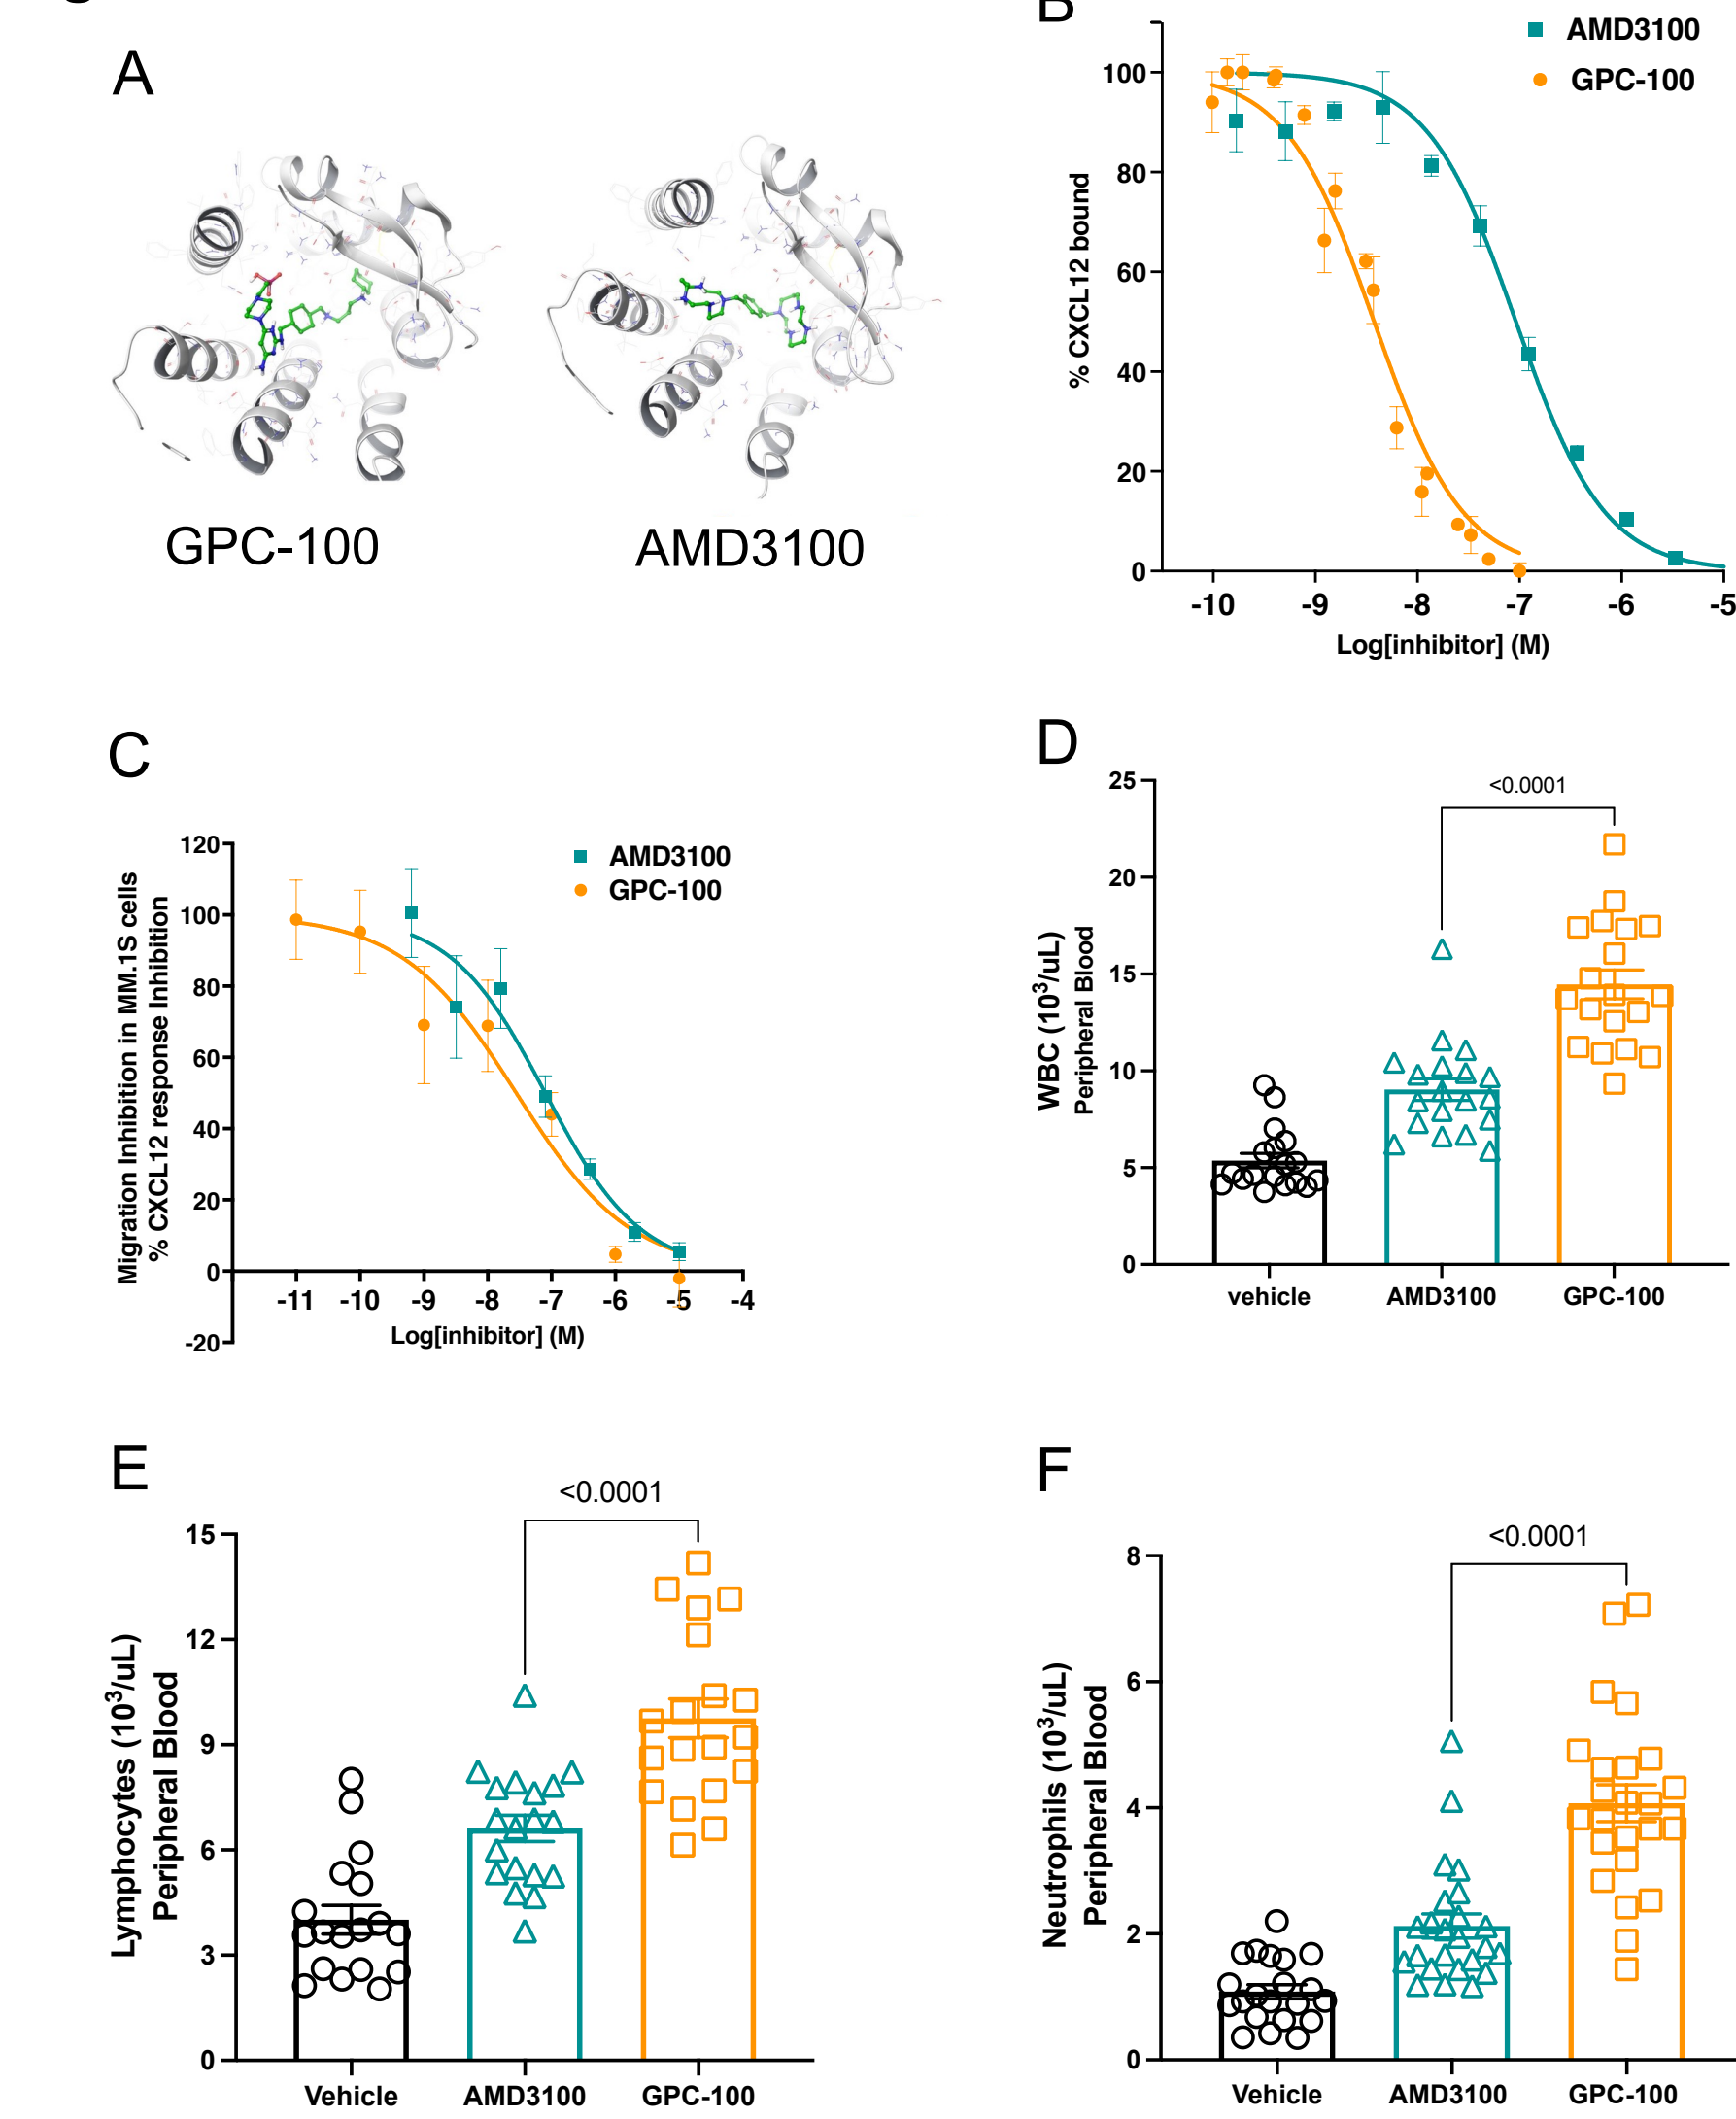 A
GPC-100
AMD3100
B
AMD3100
GPC-100
% CXCL12 bound
100
80
60
40
20
0
-10 -9 -8 -7 -6 -5
Log[inhibitor] (M)
C
AMD3100
GPC-100
Migration Inhibition in MM.1S cells
% CXCL12 response Inhibition
120
100
80
60
40
20
0
-20
-11 -10 -9 -8 -7 -6 -5 -4
Log[inhibitor] (M)
D
<0.0001
WBC (10³/uL)
Peripheral Blood
25
20
15
10
5
0
vehicle AMD3100 GPC-100
E
<0.0001
Lymphocytes (10³/uL)
Peripheral Blood
15
12
9
6
3
0
Vehicle AMD3100 GPC-100
F
<0.0001
Neutrophils (10³/uL)
Peripheral Blood
8
6
4
2
0
Vehicle AMD3100 GPC-100